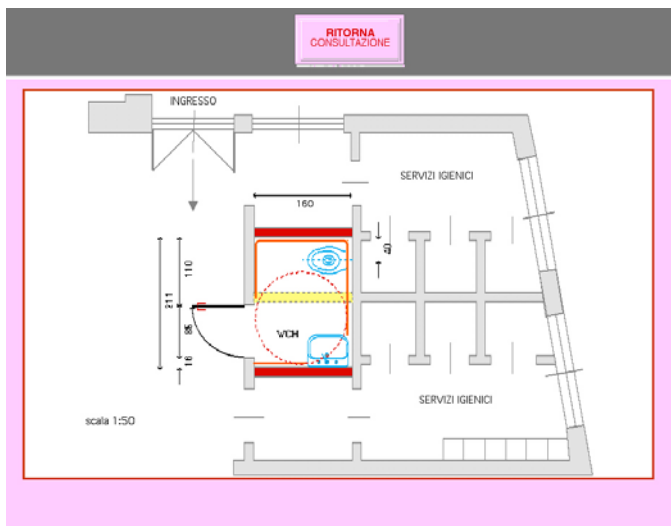 RITORNA
CONSULTAZIONE
INGRESSO
SERVIZI IGIENICI
160
40
110
211
85
16
WCH
SERVIZI IGIENICI
scala 1:50